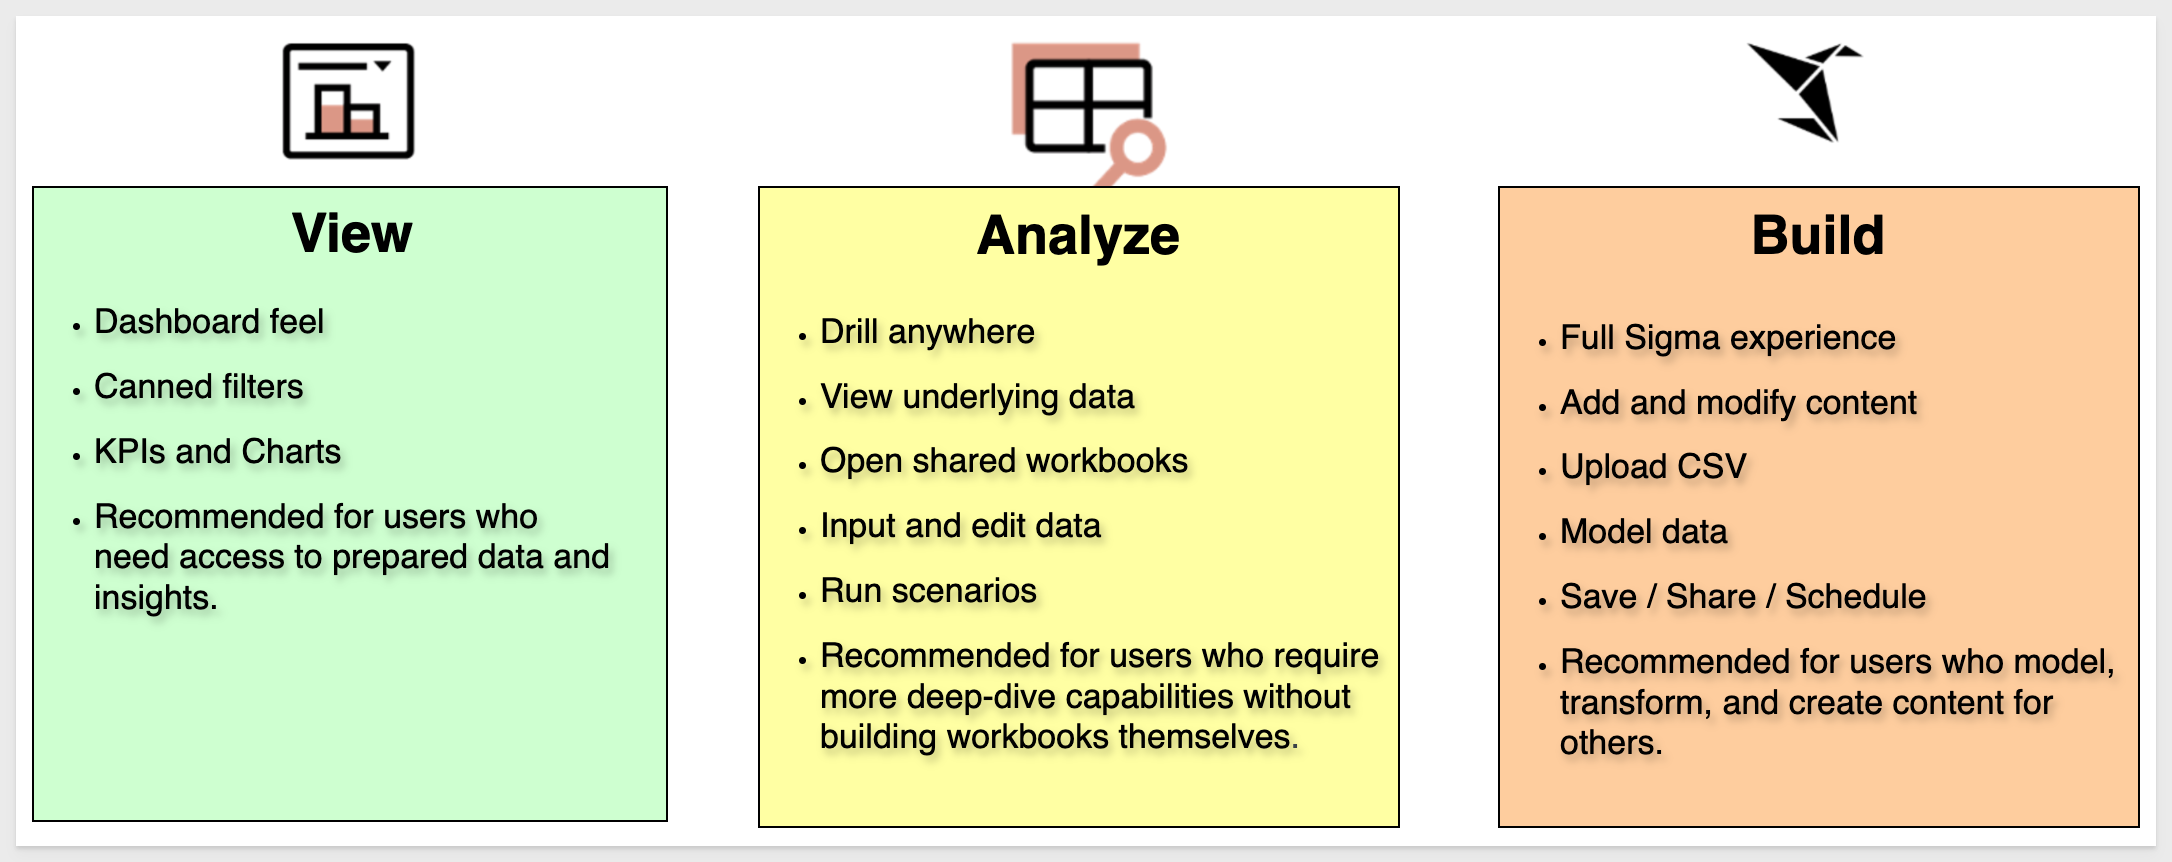 View
• Dashboard feel
• Canned filters
• KPIs and Charts
• Recommended for users who
need access to prepared data and
insights.
Analyze
• Drill anywhere
• View underlying data
• Open shared workbooks
• Input and edit data
• Run scenarios
• Recommended for users who require
more deep-dive capabilities without
building workbooks themselves.
Build
• Full Sigma experience
• Add and modify content
• Upload CSV
• Model data
• Save / Share / Schedule
• Recommended for users who model,
transform, and create content for
others.